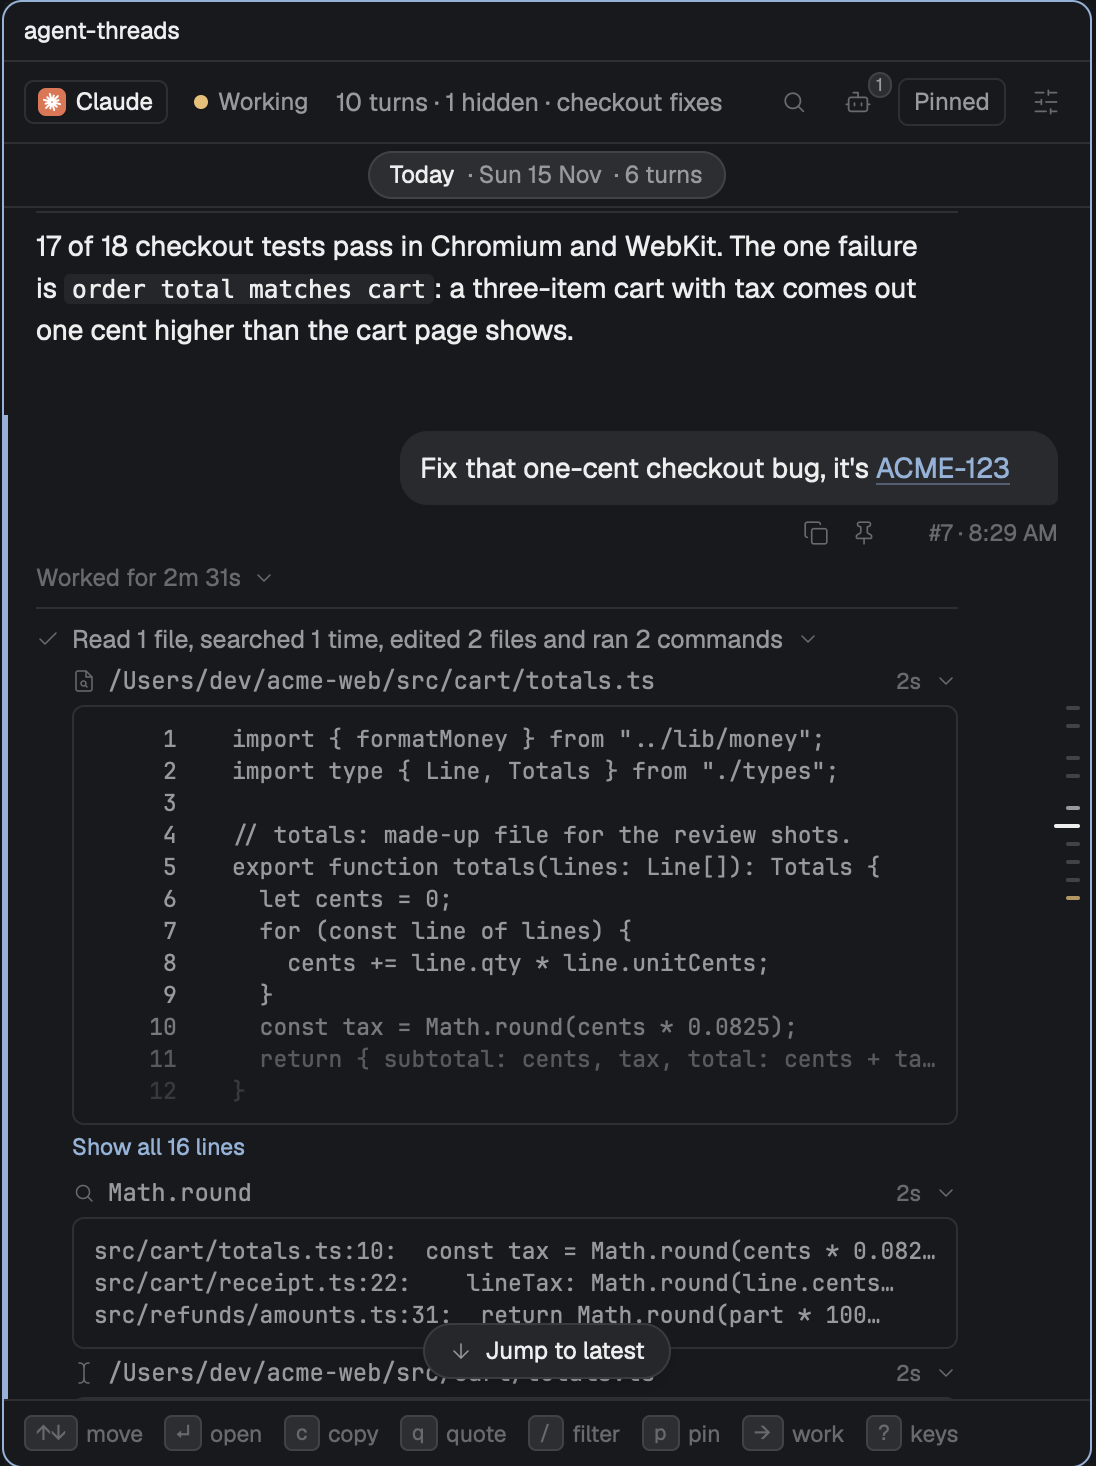 agent-threads
Claude Working 10 turns · 1 hidden · checkout fixes 1 Pinned
Today · Sun 15 Nov · 6 turns
17 of 18 checkout tests pass in Chromium and WebKit. The one failure
is order total matches cart: a three-item cart with tax comes out
one cent higher than the cart page shows.
Fix that one-cent checkout bug, it's ACME-123
#7 · 8:29 AM
Worked for 2m 31s
Read 1 file, searched 1 time, edited 2 files and ran 2 commands
/Users/dev/acme-web/src/cart/totals.ts 2s
1 import { formatMoney } from "../lib/money";
2 import type { Line, Totals } from "./types";
3
4 // totals: made-up file for the review shots.
5 export function totals(lines: Line[]): Totals {
6 let cents = 0;
7 for (const line of lines) {
8 cents += line.qty * line.unitCents;
9 }
10 const tax = Math.round(cents * 0.0825);
11 return { subtotal: cents, tax, total: cents + ta…
12 }
Show all 16 lines
Math.round 2s
src/cart/totals.ts:10: const tax = Math.round(cents * 0.082…
src/cart/receipt.ts:22: lineTax: Math.round(line.cents…
src/refunds/amounts.ts:31: return Math.round(part * 100…
Jump to latest
/Users/dev/acme-web/src/cart/totals.ts 2s
↑↓ move ↵ open c copy q quote / filter p pin → work ? keys